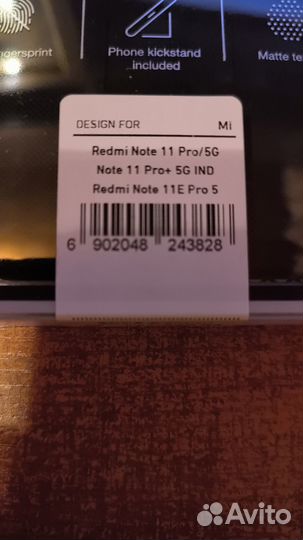 gerprint
Phone kickstand
included
Matte te
DESIGN FOR Mi
Redmi Note 11 Pro/5G
Note 11 Pro+ 5G IND
Redmi Note 11E Pro 5
6 902048 243828
Avito